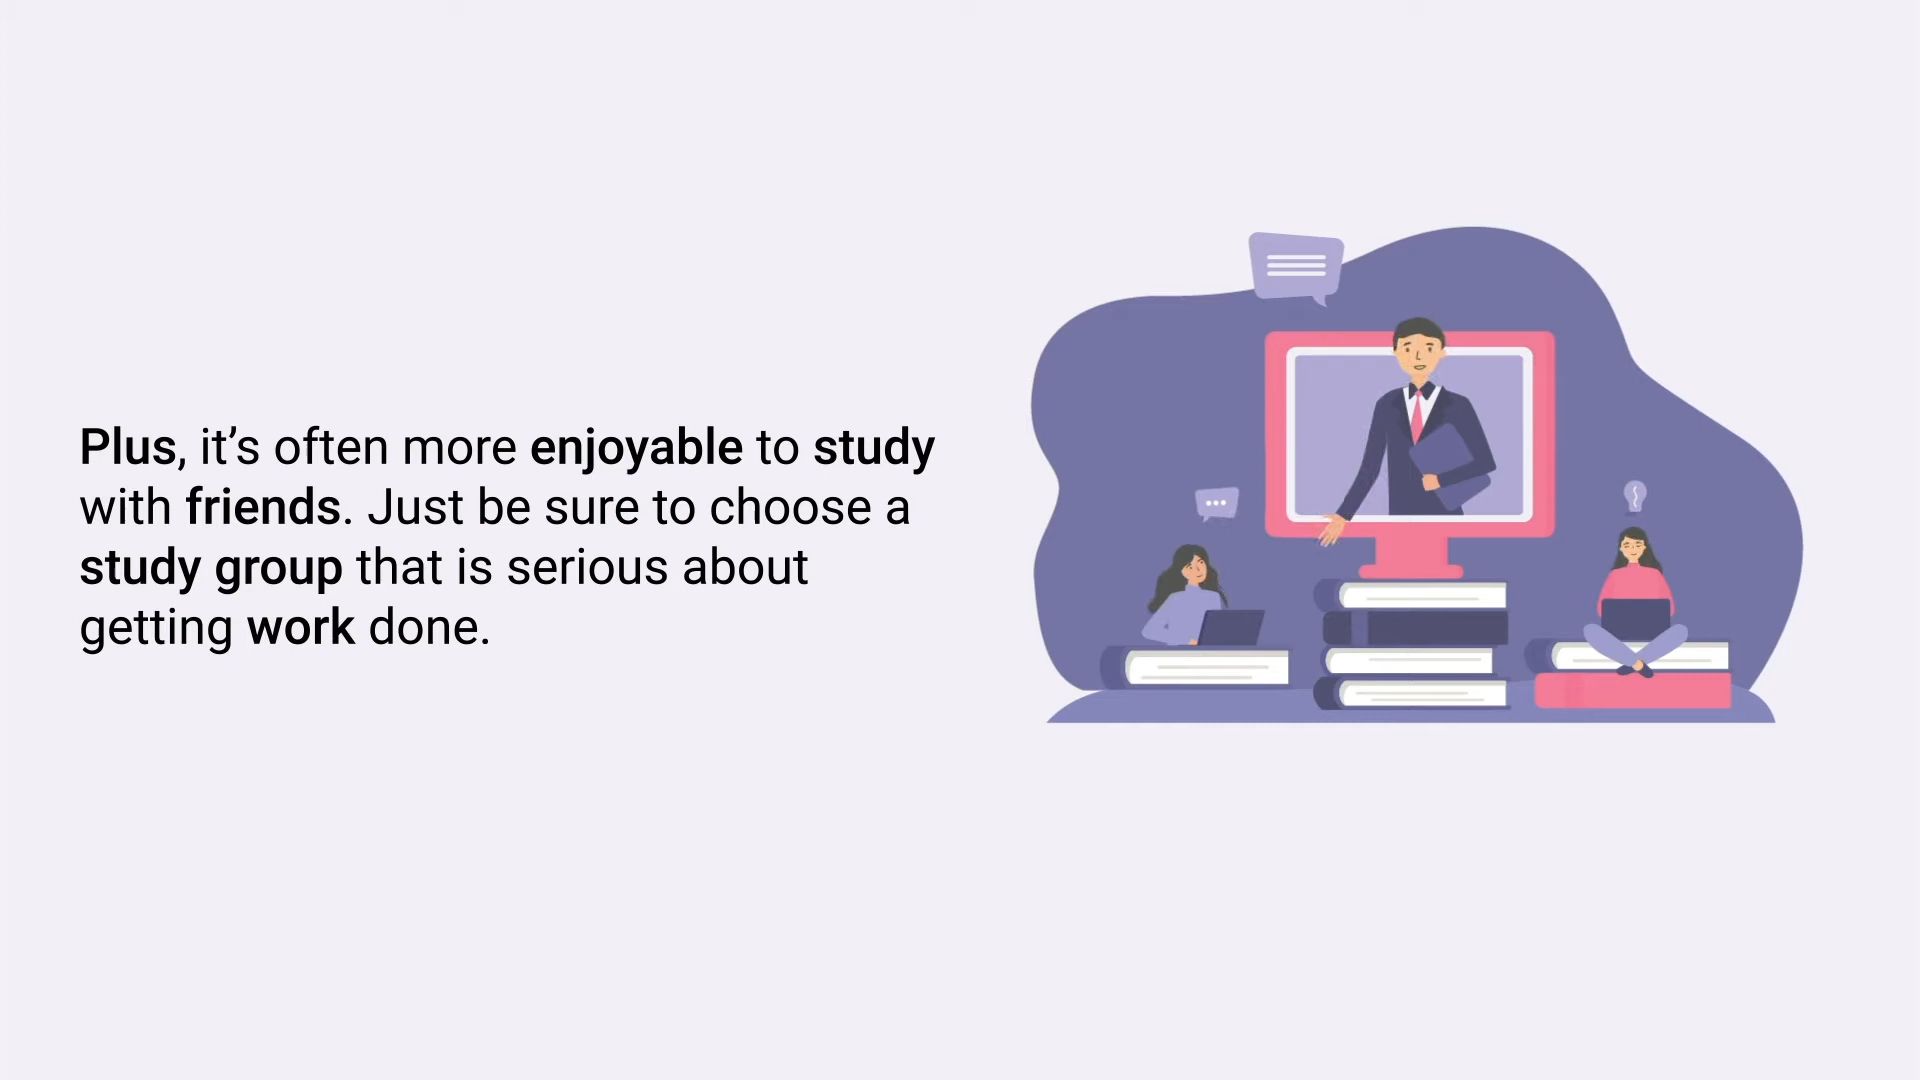 Plus, it’s often more enjoyable to study
with friends. Just be sure to choose a
study group that is serious about
getting work done.